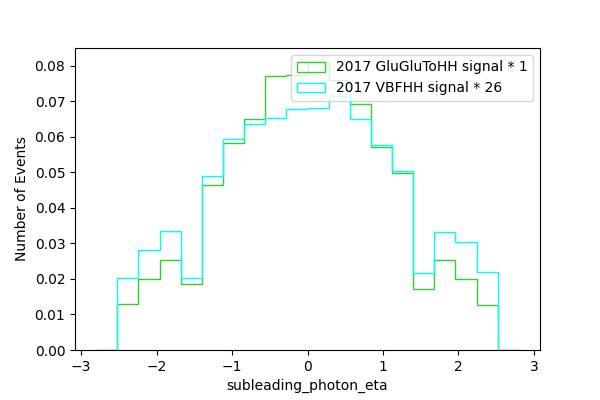 0.08
0.07
0.06
0.05
0.04
0.03
0.02
0.01
0.00
Number of Events
2017 GluGluToHH signal * 1
2017 VBFHH signal * 26
−3 −2 −1 0 1 2 3
subleading_photon_eta